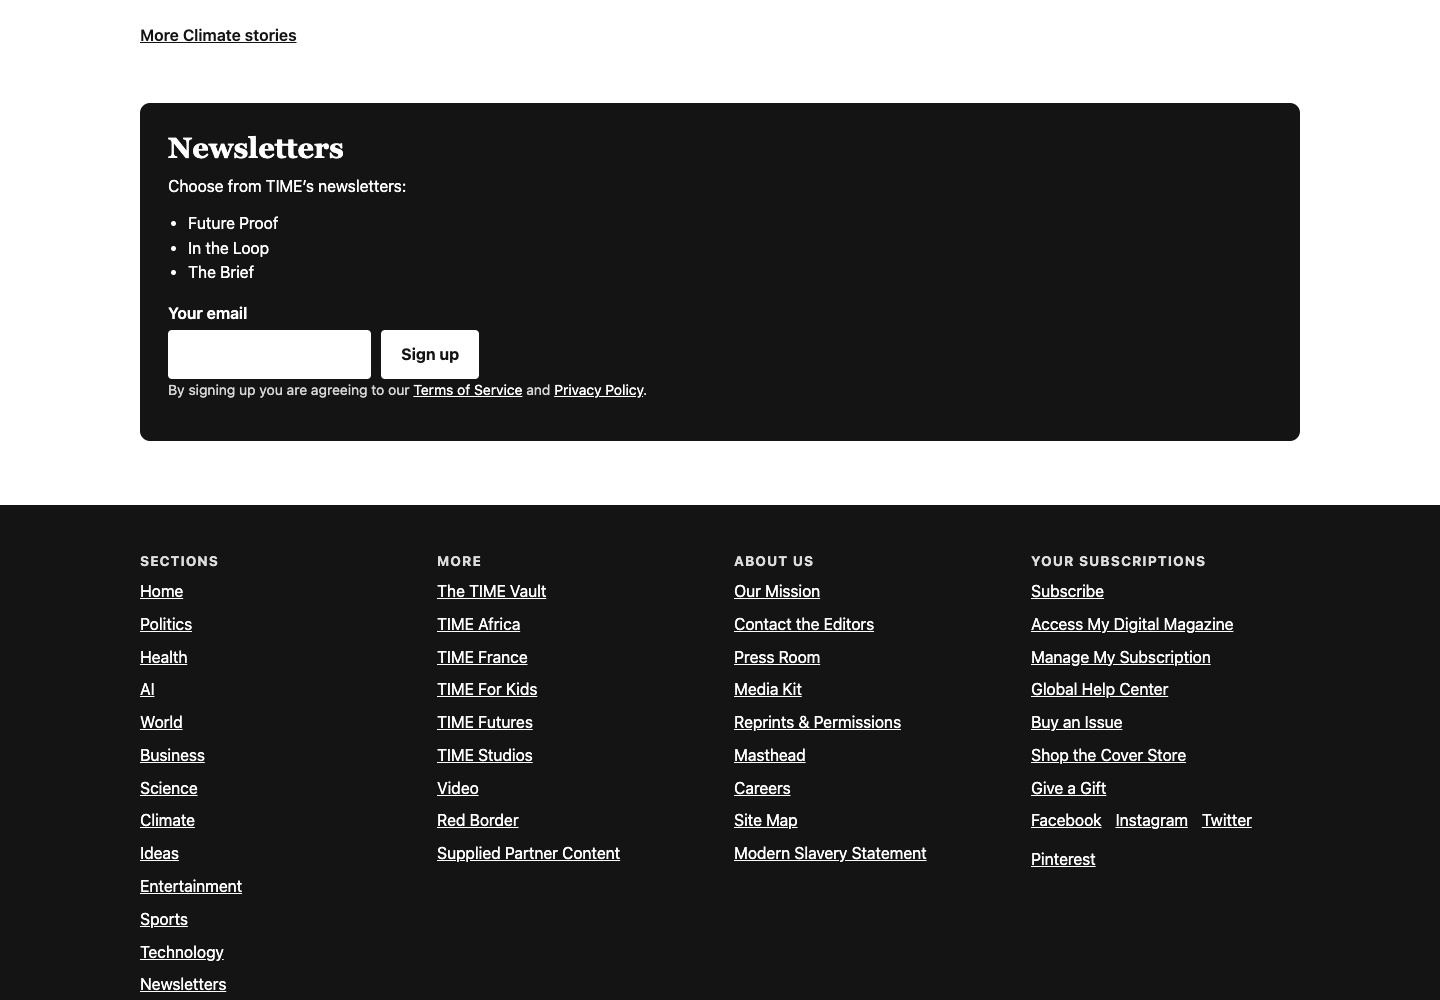 More Climate stories
Newsletters
Choose from TIME’s newsletters:
• Future Proof
• In the Loop
• The Brief
Your email
Sign up
By signing up you are agreeing to our Terms of Service and Privacy Policy.
SECTIONS
Home
Politics
Health
AI
World
Business
Science
Climate
Ideas
Entertainment
Sports
Technology
Newsletters
MORE
The TIME Vault
TIME Africa
TIME France
TIME For Kids
TIME Futures
TIME Studios
Video
Red Border
Supplied Partner Content
ABOUT US
Our Mission
Contact the Editors
Press Room
Media Kit
Reprints & Permissions
Masthead
Careers
Site Map
Modern Slavery Statement
YOUR SUBSCRIPTIONS
Subscribe
Access My Digital Magazine
Manage My Subscription
Global Help Center
Buy an Issue
Shop the Cover Store
Give a Gift
Facebook Instagram Twitter
Pinterest